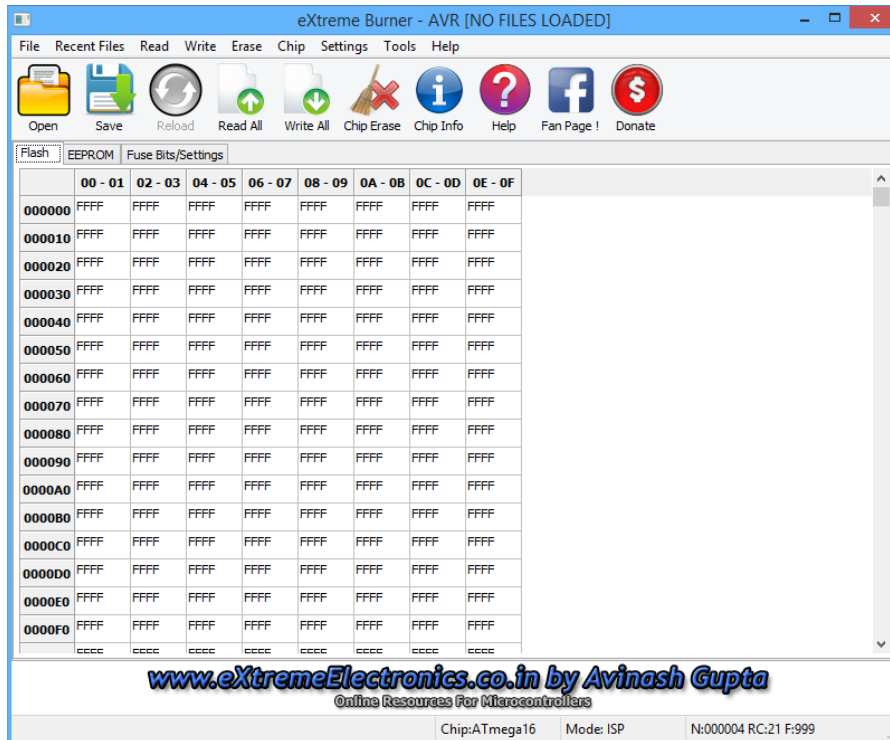 eXtreme Burner - AVR [NO FILES LOADED]
File Recent Files Read Write Erase Chip Settings Tools Help
Open Save Reload Read All Write All Chip Erase Chip Info Help Fan Page ! Donate
Flash EEPROM Fuse Bits/Settings
00 - 01 02 - 03 04 - 05 06 - 07 08 - 09 0A - 0B 0C - 0D 0E - 0F
000000 FFFF FFFF FFFF FFFF FFFF FFFF FFFF FFFF
000010 FFFF FFFF FFFF FFFF FFFF FFFF FFFF FFFF
000020 FFFF FFFF FFFF FFFF FFFF FFFF FFFF FFFF
000030 FFFF FFFF FFFF FFFF FFFF FFFF FFFF FFFF
000040 FFFF FFFF FFFF FFFF FFFF FFFF FFFF FFFF
000050 FFFF FFFF FFFF FFFF FFFF FFFF FFFF FFFF
000060 FFFF FFFF FFFF FFFF FFFF FFFF FFFF FFFF
000070 FFFF FFFF FFFF FFFF FFFF FFFF FFFF FFFF
000080 FFFF FFFF FFFF FFFF FFFF FFFF FFFF FFFF
000090 FFFF FFFF FFFF FFFF FFFF FFFF FFFF FFFF
0000A0 FFFF FFFF FFFF FFFF FFFF FFFF FFFF FFFF
0000B0 FFFF FFFF FFFF FFFF FFFF FFFF FFFF FFFF
0000C0 FFFF FFFF FFFF FFFF FFFF FFFF FFFF FFFF
0000D0 FFFF FFFF FFFF FFFF FFFF FFFF FFFF FFFF
0000E0 FFFF FFFF FFFF FFFF FFFF FFFF FFFF FFFF
0000F0 FFFF FFFF FFFF FFFF FFFF FFFF FFFF FFFF
www.eXtremeElectronics.co.in by Avinash Gupta
Online Resources For Microcontrollers
Chip:ATmega16 Mode: ISP N:000004 RC:21 F:999